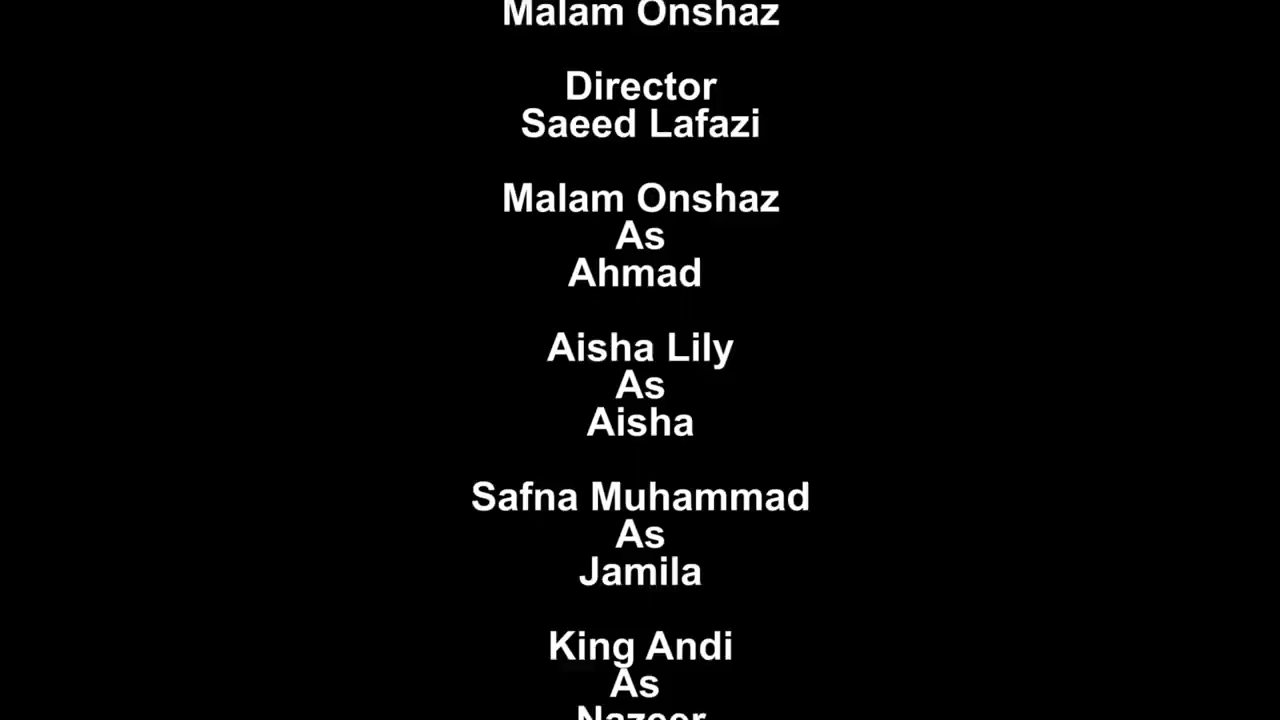 Malam Onshaz
Director
Saeed Lafazi
Malam Onshaz
As
Ahmad
Aisha Lily
As
Aisha
Safna Muhammad
As
Jamila
King Andi
As
Nazeer